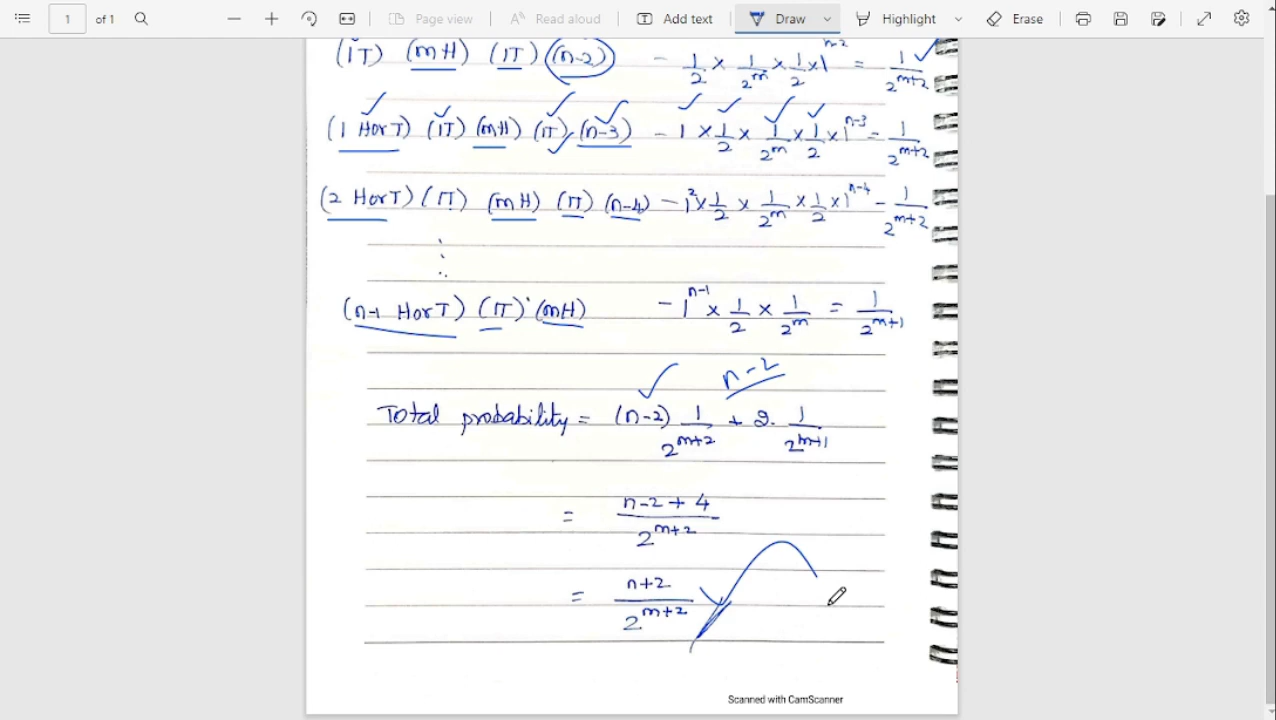 1 of 1 Page view Read aloud Add text Draw Highlight Erase
(1T) (mH) (1T) (n-2) - 1/2 × 1/2^m × 1/2 × 1^n-2 = 1/2^m+2
(1 HorT) (1T) (mH) (1T) (n-3) - 1 × 1/2 × 1/2^m × 1/2 × 1^n-3 = 1/2^m+2
(2 HorT) (1T) (mH) (1T) (n-4) - 1^2 × 1/2 × 1/2^m × 1/2 × 1^n-4 - 1/2^m+2
(n-1 HorT) (1T) (mH) - 1^n-1 × 1/2 × 1/2^m = 1/2^m+1
n-2
Total probability = (n-2) 1/2^m+2 + 2. 1/2^m+1
= n-2+4/2^m+2
= n+2/2^m+2
Scanned with CamScanner